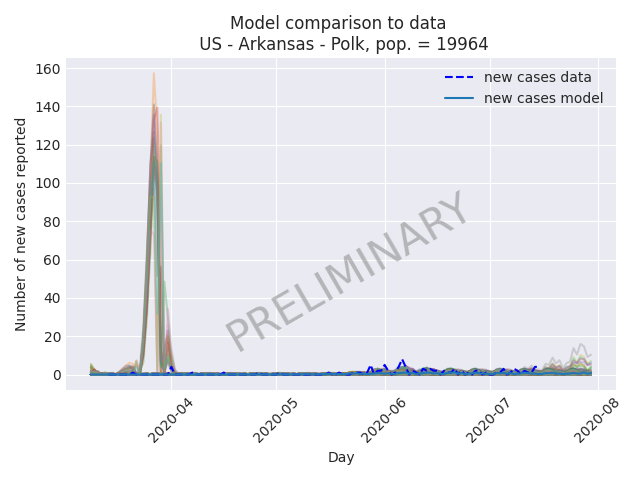 Model comparison to data
US - Arkansas - Polk, pop. = 19964
Number of new cases reported
160
140
120
100
80
60
40
20
0
new cases data
new cases model
PRELIMINARY
2020-04
2020-05
2020-06
2020-07
2020-08
Day